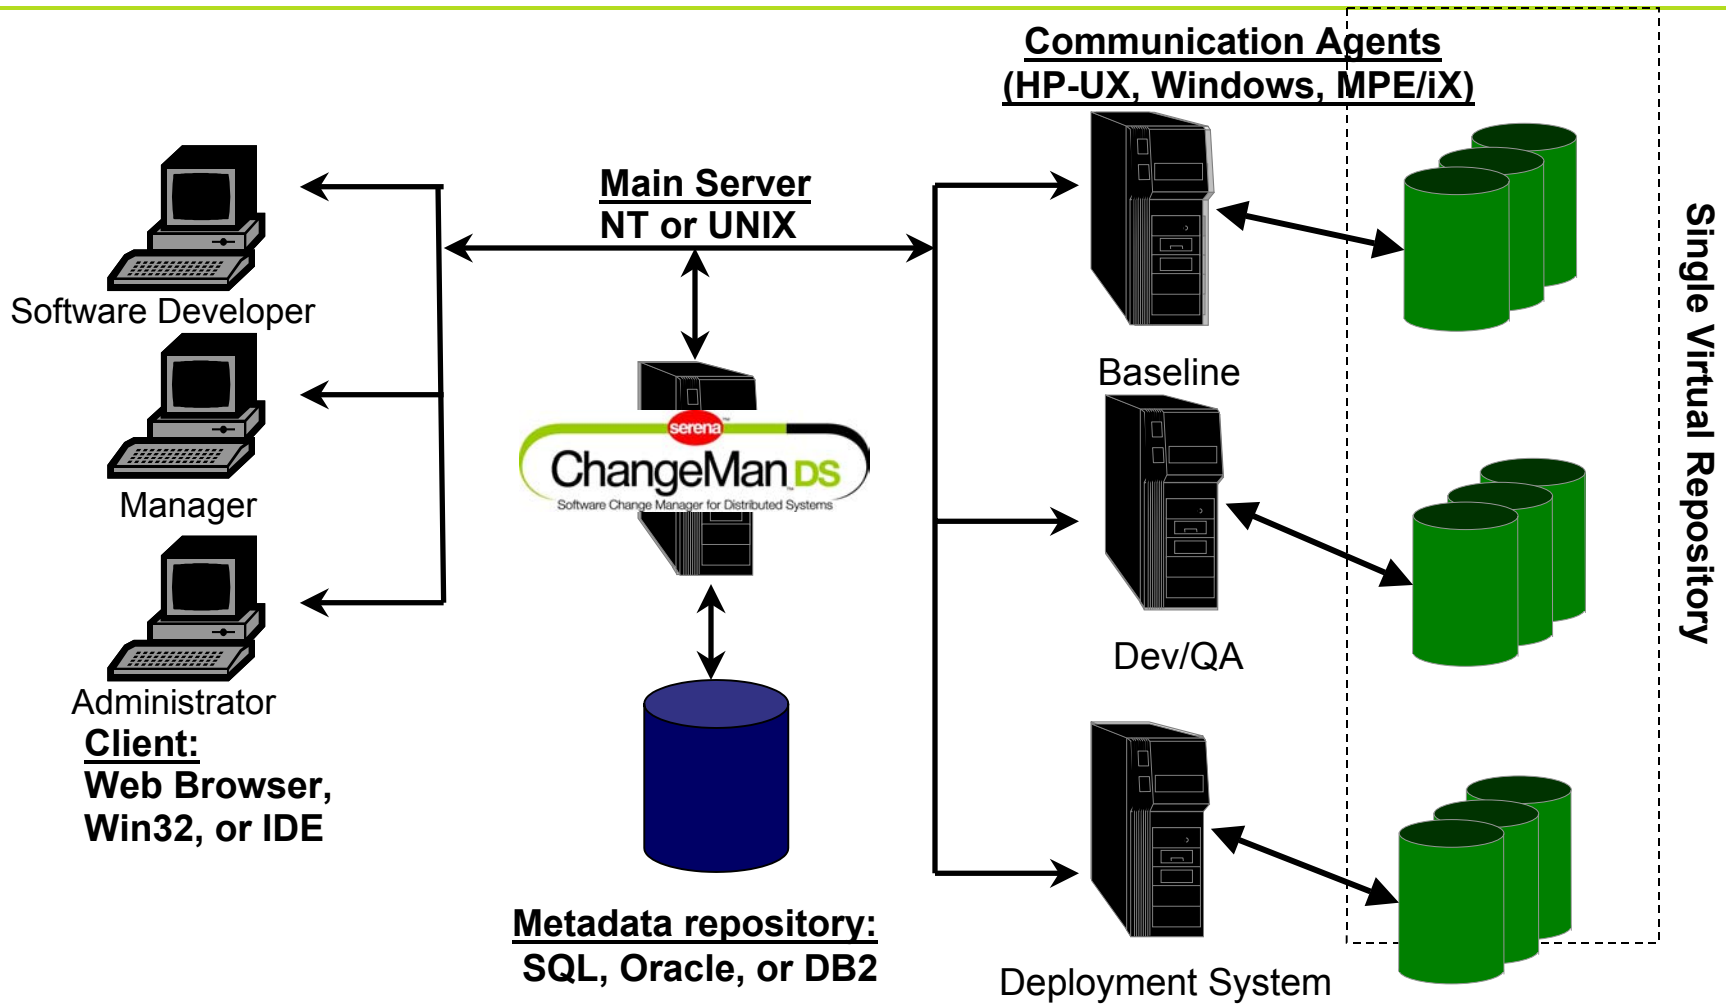 Communication Agents
(HP-UX, Windows, MPE/iX)
Main Server
NT or UNIX
Software Developer
Manager
Administrator
Client:
Web Browser,
Win32, or IDE
serena™
ChangeMan DS
Software Change Manager for Distributed Systems
Metadata repository:
SQL, Oracle, or DB2
Baseline
Dev/QA
Deployment System
Single Virtual Repository